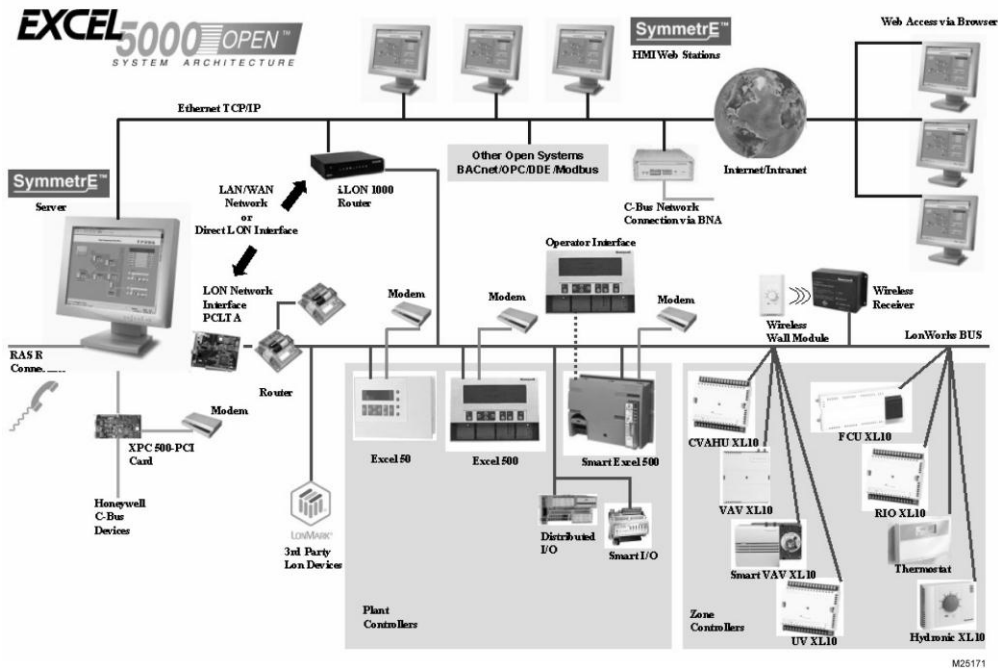 EXCEL 5000 OPEN™
SYSTEM ARCHITECTURE
SymmetrE™
HMI Web Stations
Web Access via Browser
Ethernet TCP/IP
Other Open Systems
BACnet/OPC/DDE/Modbus
Internet/Intranet
SymmetrE™
Server
LAN/WAN
Network
or
Direct LON Interface
iLON 1000
Router
C-Bus Network
Connection via BNA
Operator Interface
LON Network
Interface
PCLTA
Modem
Modem
Modem
Wireless
Wall Module
Wireless
Receiver
LonWorks BUS
RASR
Router
Modem
XPC 500-PCI
Card
Honeywell
C-Bus
Devices
LONMARK
3rd Party
Lon Devices
Excel 50
Excel 500
Smart Excel 500
Distributed
I/O
Smart I/O
Plant
Controllers
CVAHU XL10
FCU XL10
VAV XL10
RIO XL10
Smart VAV XL10
Thermostat
UV XL10
Hydronic XL10
Zone
Controllers
M25171